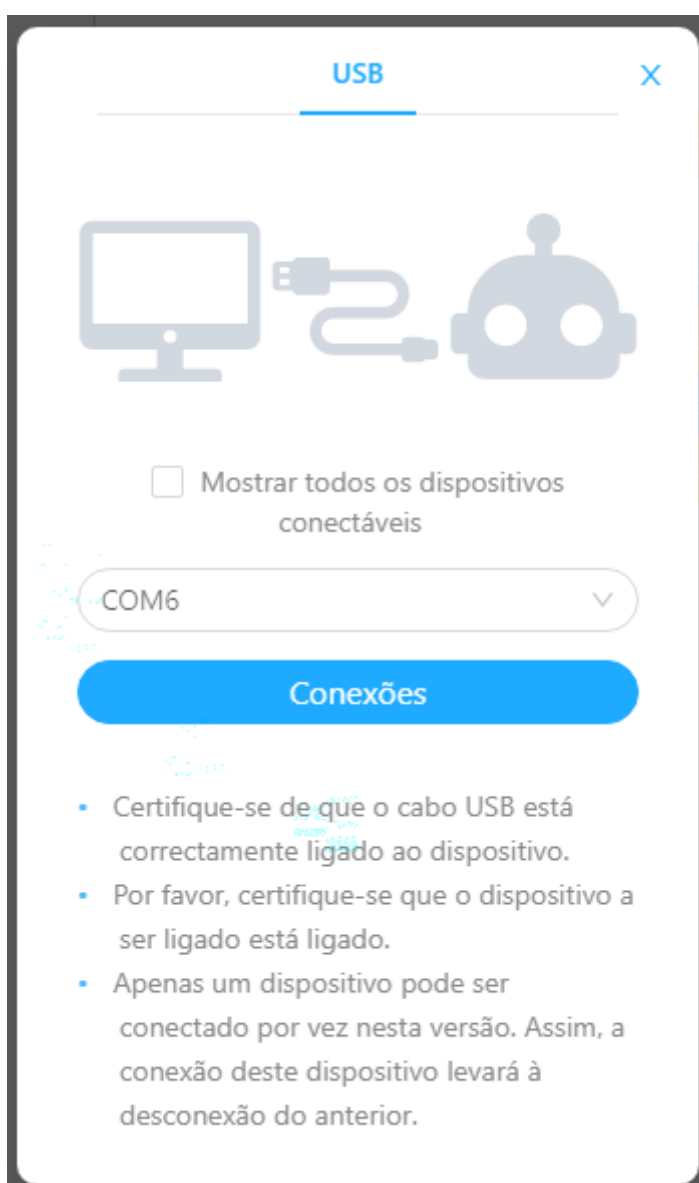 USB
X
Mostrar todos os dispositivos
conectáveis
COM6
Conexões
• Certifique-se de que o cabo USB está
correctamente ligado ao dispositivo.
• Por favor, certifique-se que o dispositivo a
ser ligado está ligado.
• Apenas um dispositivo pode ser
conectado por vez nesta versão. Assim, a
conexão deste dispositivo levará à
desconexão do anterior.